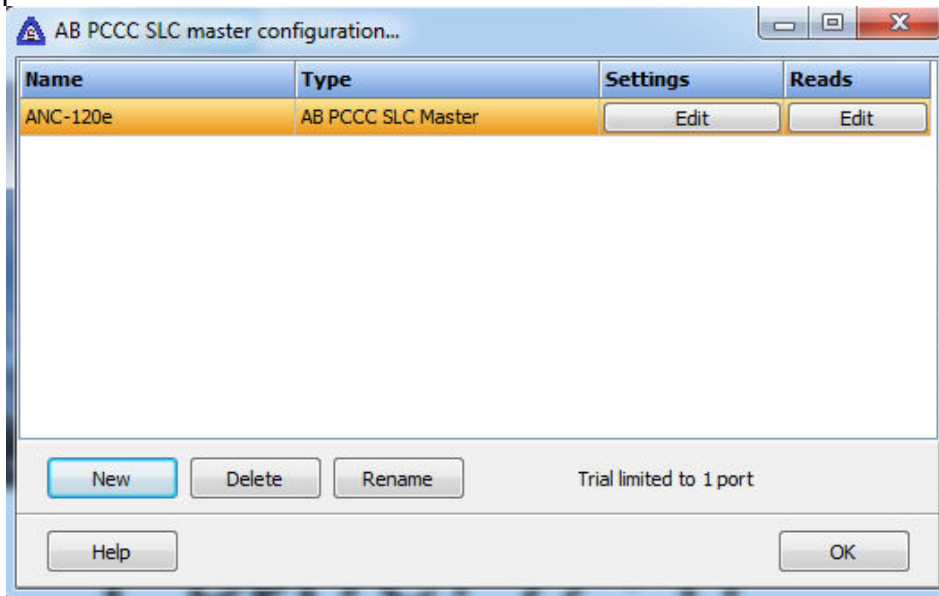 AB PCCC SLC master configuration...
Name Type Settings Reads
ANC-120e AB PCCC SLC Master Edit Edit
New Delete Rename Trial limited to 1 port
Help OK